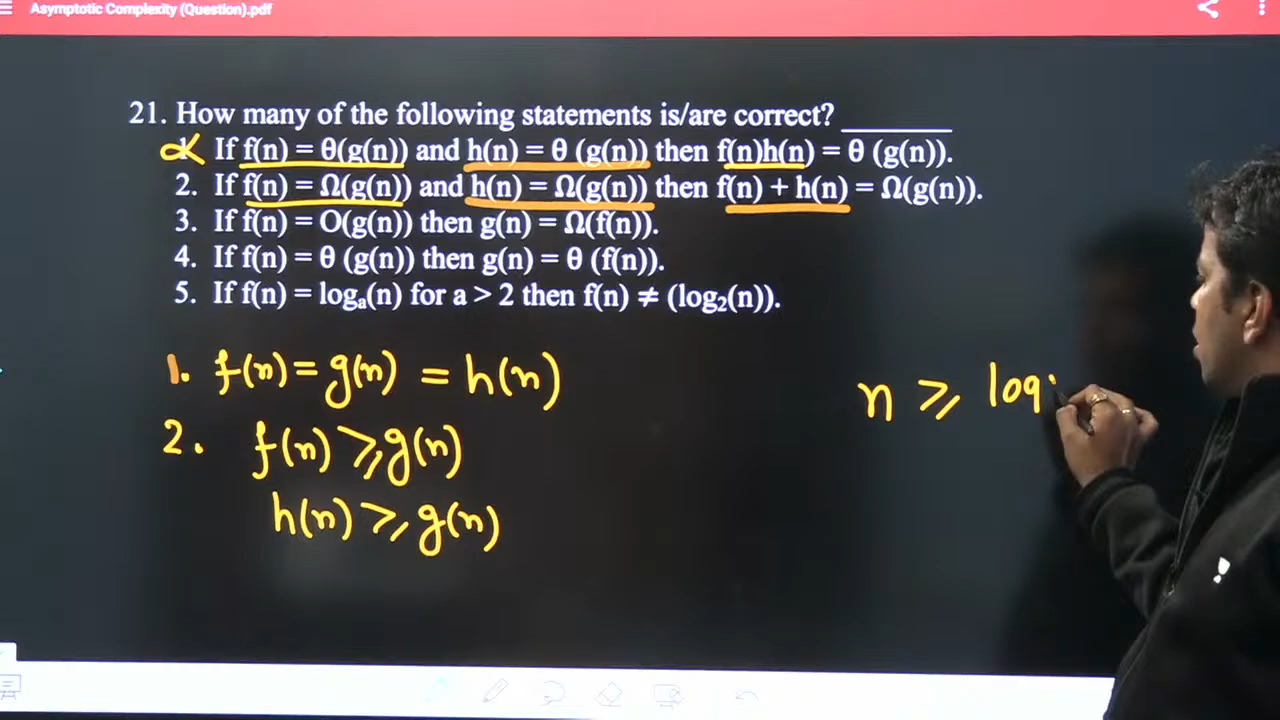 Asymptotic Complexity (Question).pdf
21. How many of the following statements is/are correct? ________
If f(n) = θ(g(n)) and h(n) = θ (g(n)) then f(n)h(n) = θ (g(n)).
2. If f(n) = Ω(g(n)) and h(n) = Ω(g(n)) then f(n) + h(n) = Ω(g(n)).
3. If f(n) = O(g(n)) then g(n) = Ω(f(n)).
4. If f(n) = θ (g(n)) then g(n) = θ (f(n)).
5. If f(n) = logₐ(n) for a > 2 then f(n) ≠ (log₂(n)).
1. f(n) = g(n) = h(n)
2. f(n) ⩾ g(n)
h(n) ⩾ g(n)
n ⩾ log